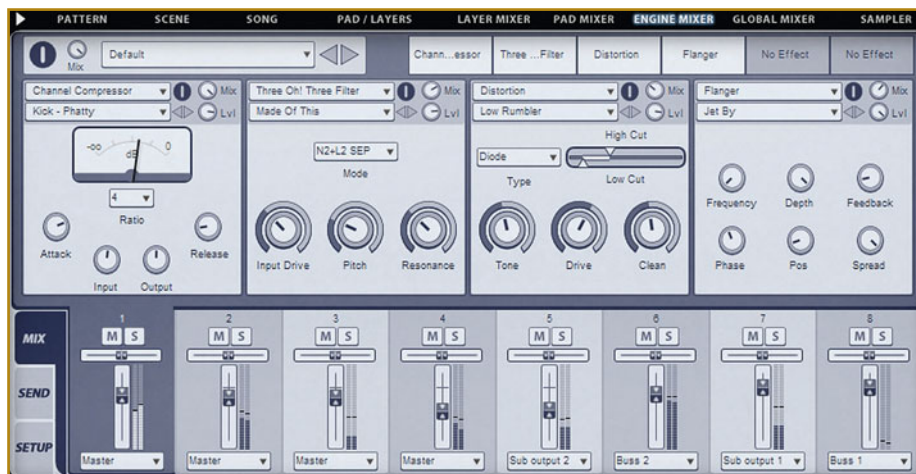 PATTERN SCENE SONG PAD / LAYERS LAYER MIXER PAD MIXER ENGINE MIXER GLOBAL MIXER SAMPLER
Mix Default Chann...essor Three ...Filter Distortion Flanger No Effect No Effect
Channel Compressor Mix Three Oh! Three Filter Mix Distortion Mix Flanger Mix
Kick - Phatty Lvl Made Of This Lvl Low Rumbler Lvl Jet By Lvl
-oo dB 0
4
Ratio
Attack Release
Input Output
N2+L2 SEP
Mode
Input Drive Pitch Resonance
High Cut
Diode
Type Low Cut
Tone Drive Clean
Frequency Depth Feedback
Phase Pos Spread
1 2 3 4 5 6 7 8
MIX M S M S M S M S M S M S M S M S
SEND
SETUP
Master Master Master Master Sub output 2 Buss 2 Sub output 1 Buss 1